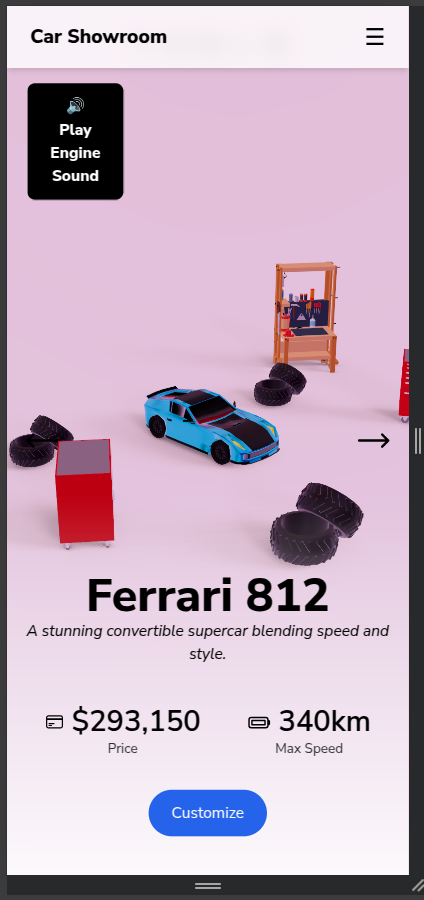 Car Showroom
Play
Engine
Sound
Ferrari 812
A stunning convertible supercar blending speed and
style.
$293,150
340km
Price
Max Speed
Customize